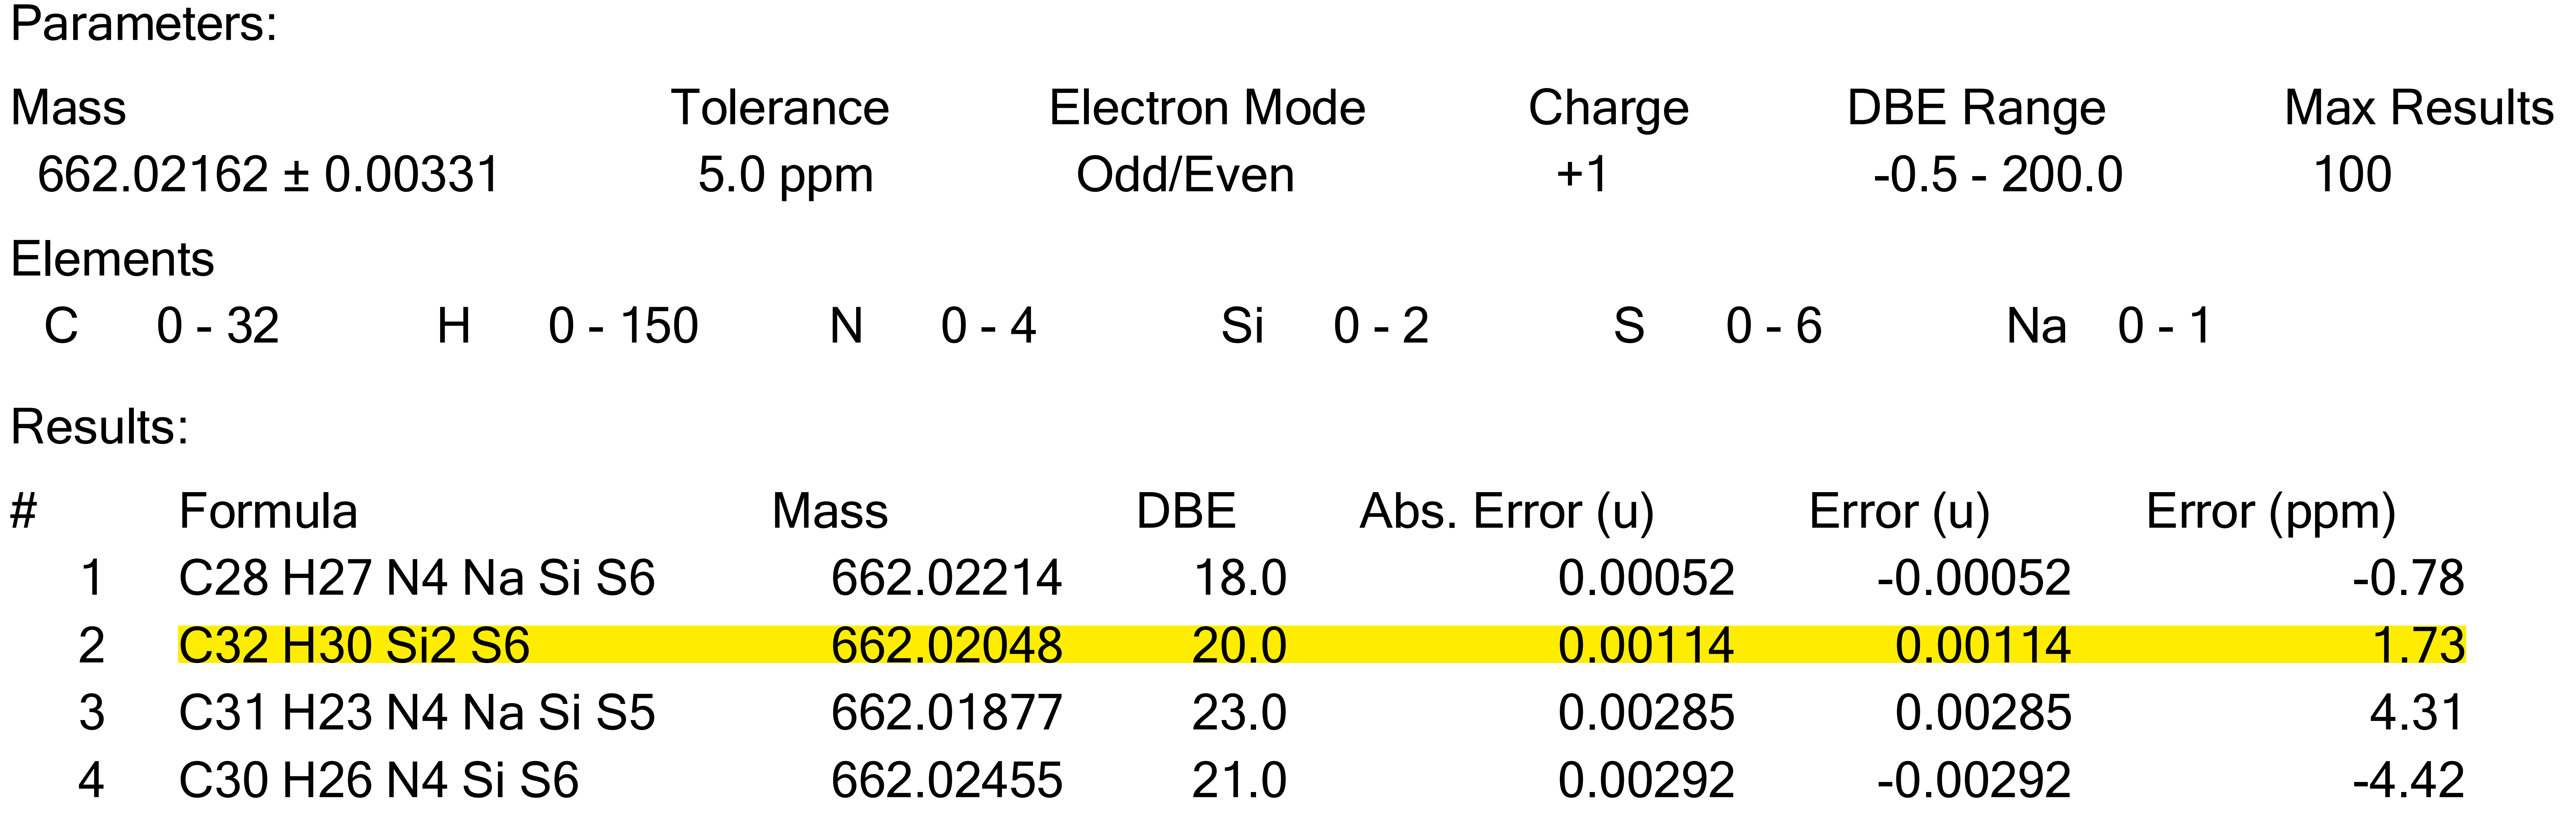 Parameters:
Mass Tolerance Electron Mode Charge DBE Range Max Results
662.02162 ± 0.00331 5.0 ppm Odd/Even +1 -0.5 - 200.0 100
Elements
C 0 - 32 H 0 - 150 N 0 - 4 Si 0 - 2 S 0 - 6 Na 0 - 1
Results:
# Formula Mass DBE Abs. Error (u) Error (u) Error (ppm)
1 C28 H27 N4 Na Si S6 662.02214 18.0 0.00052 -0.00052 -0.78
2 C32 H30 Si2 S6 662.02048 20.0 0.00114 0.00114 1.73
3 C31 H23 N4 Na Si S5 662.01877 23.0 0.00285 0.00285 4.31
4 C30 H26 N4 Si S6 662.02455 21.0 0.00292 -0.00292 -4.42